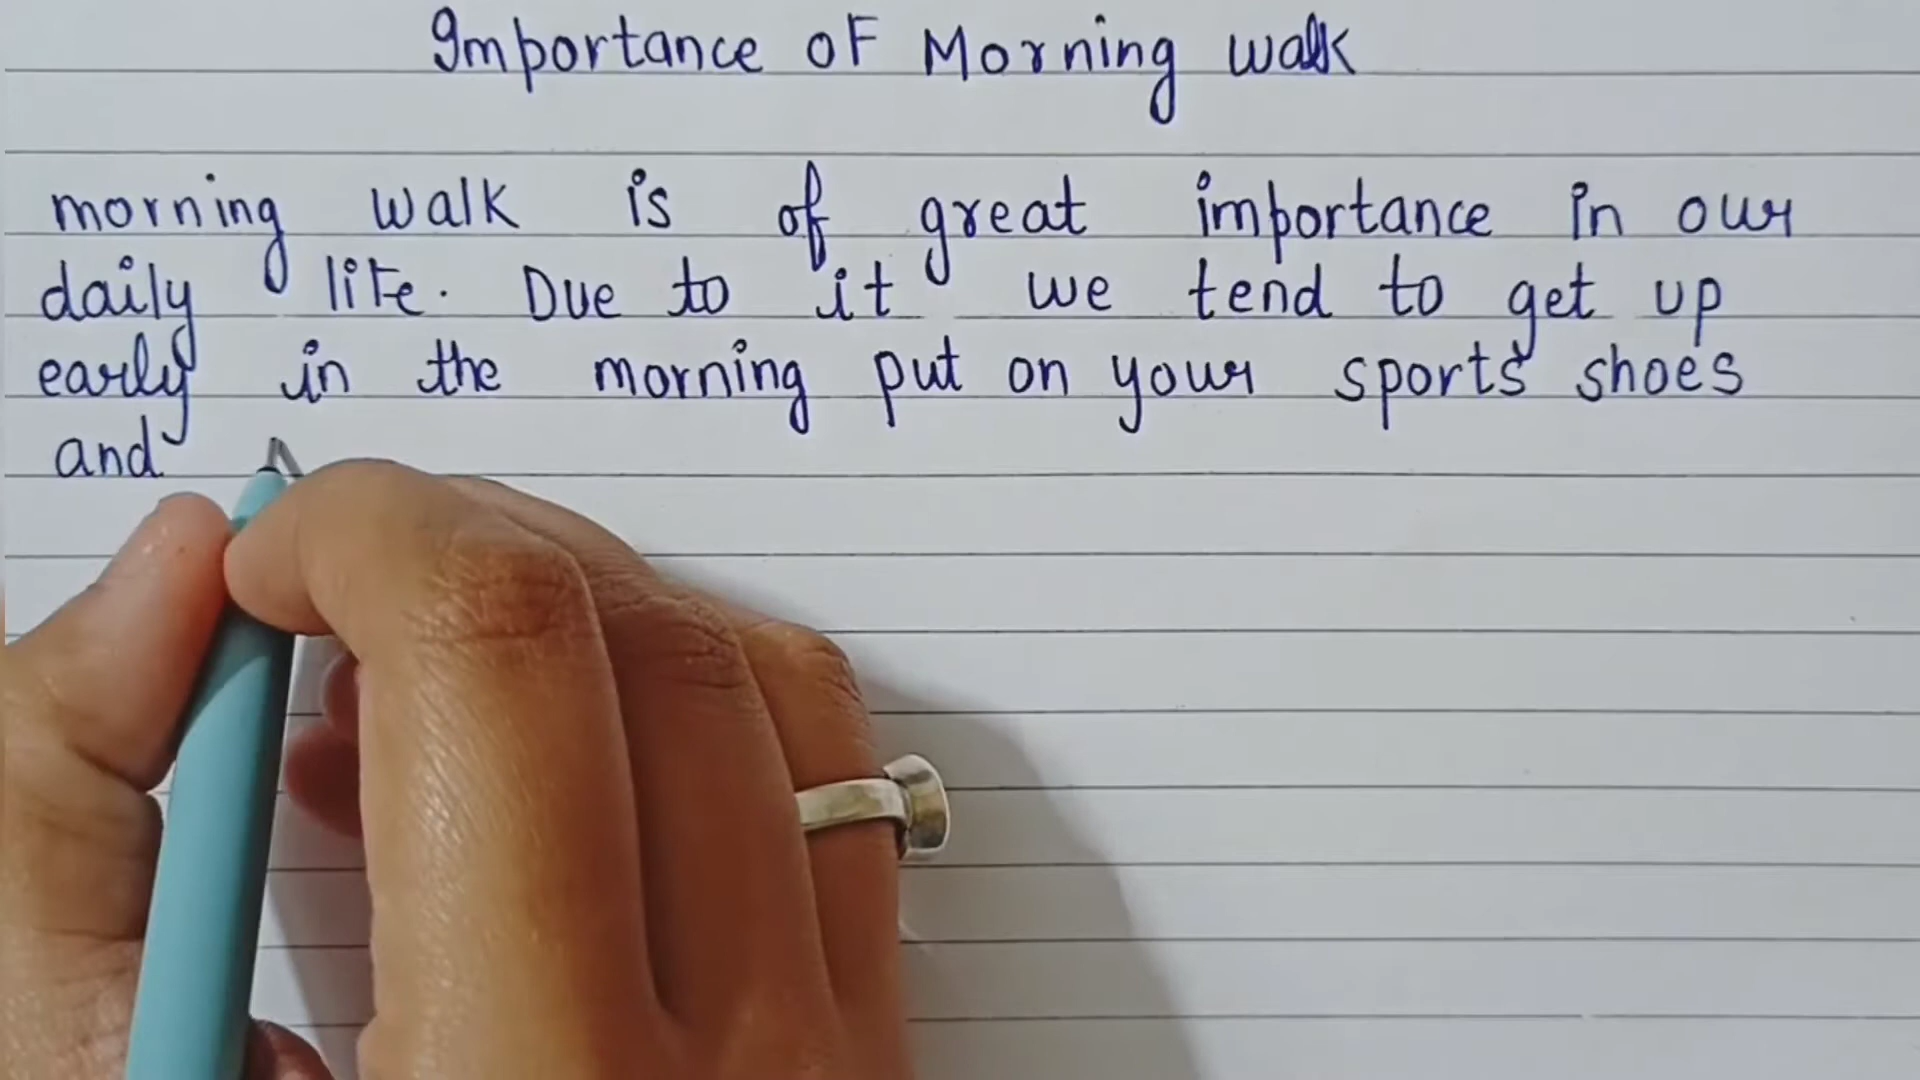 Importance of Morning walk
morning walk is of great importance in our
daily life. Due to it we tend to get up
early in the morning put on your sports shoes
and